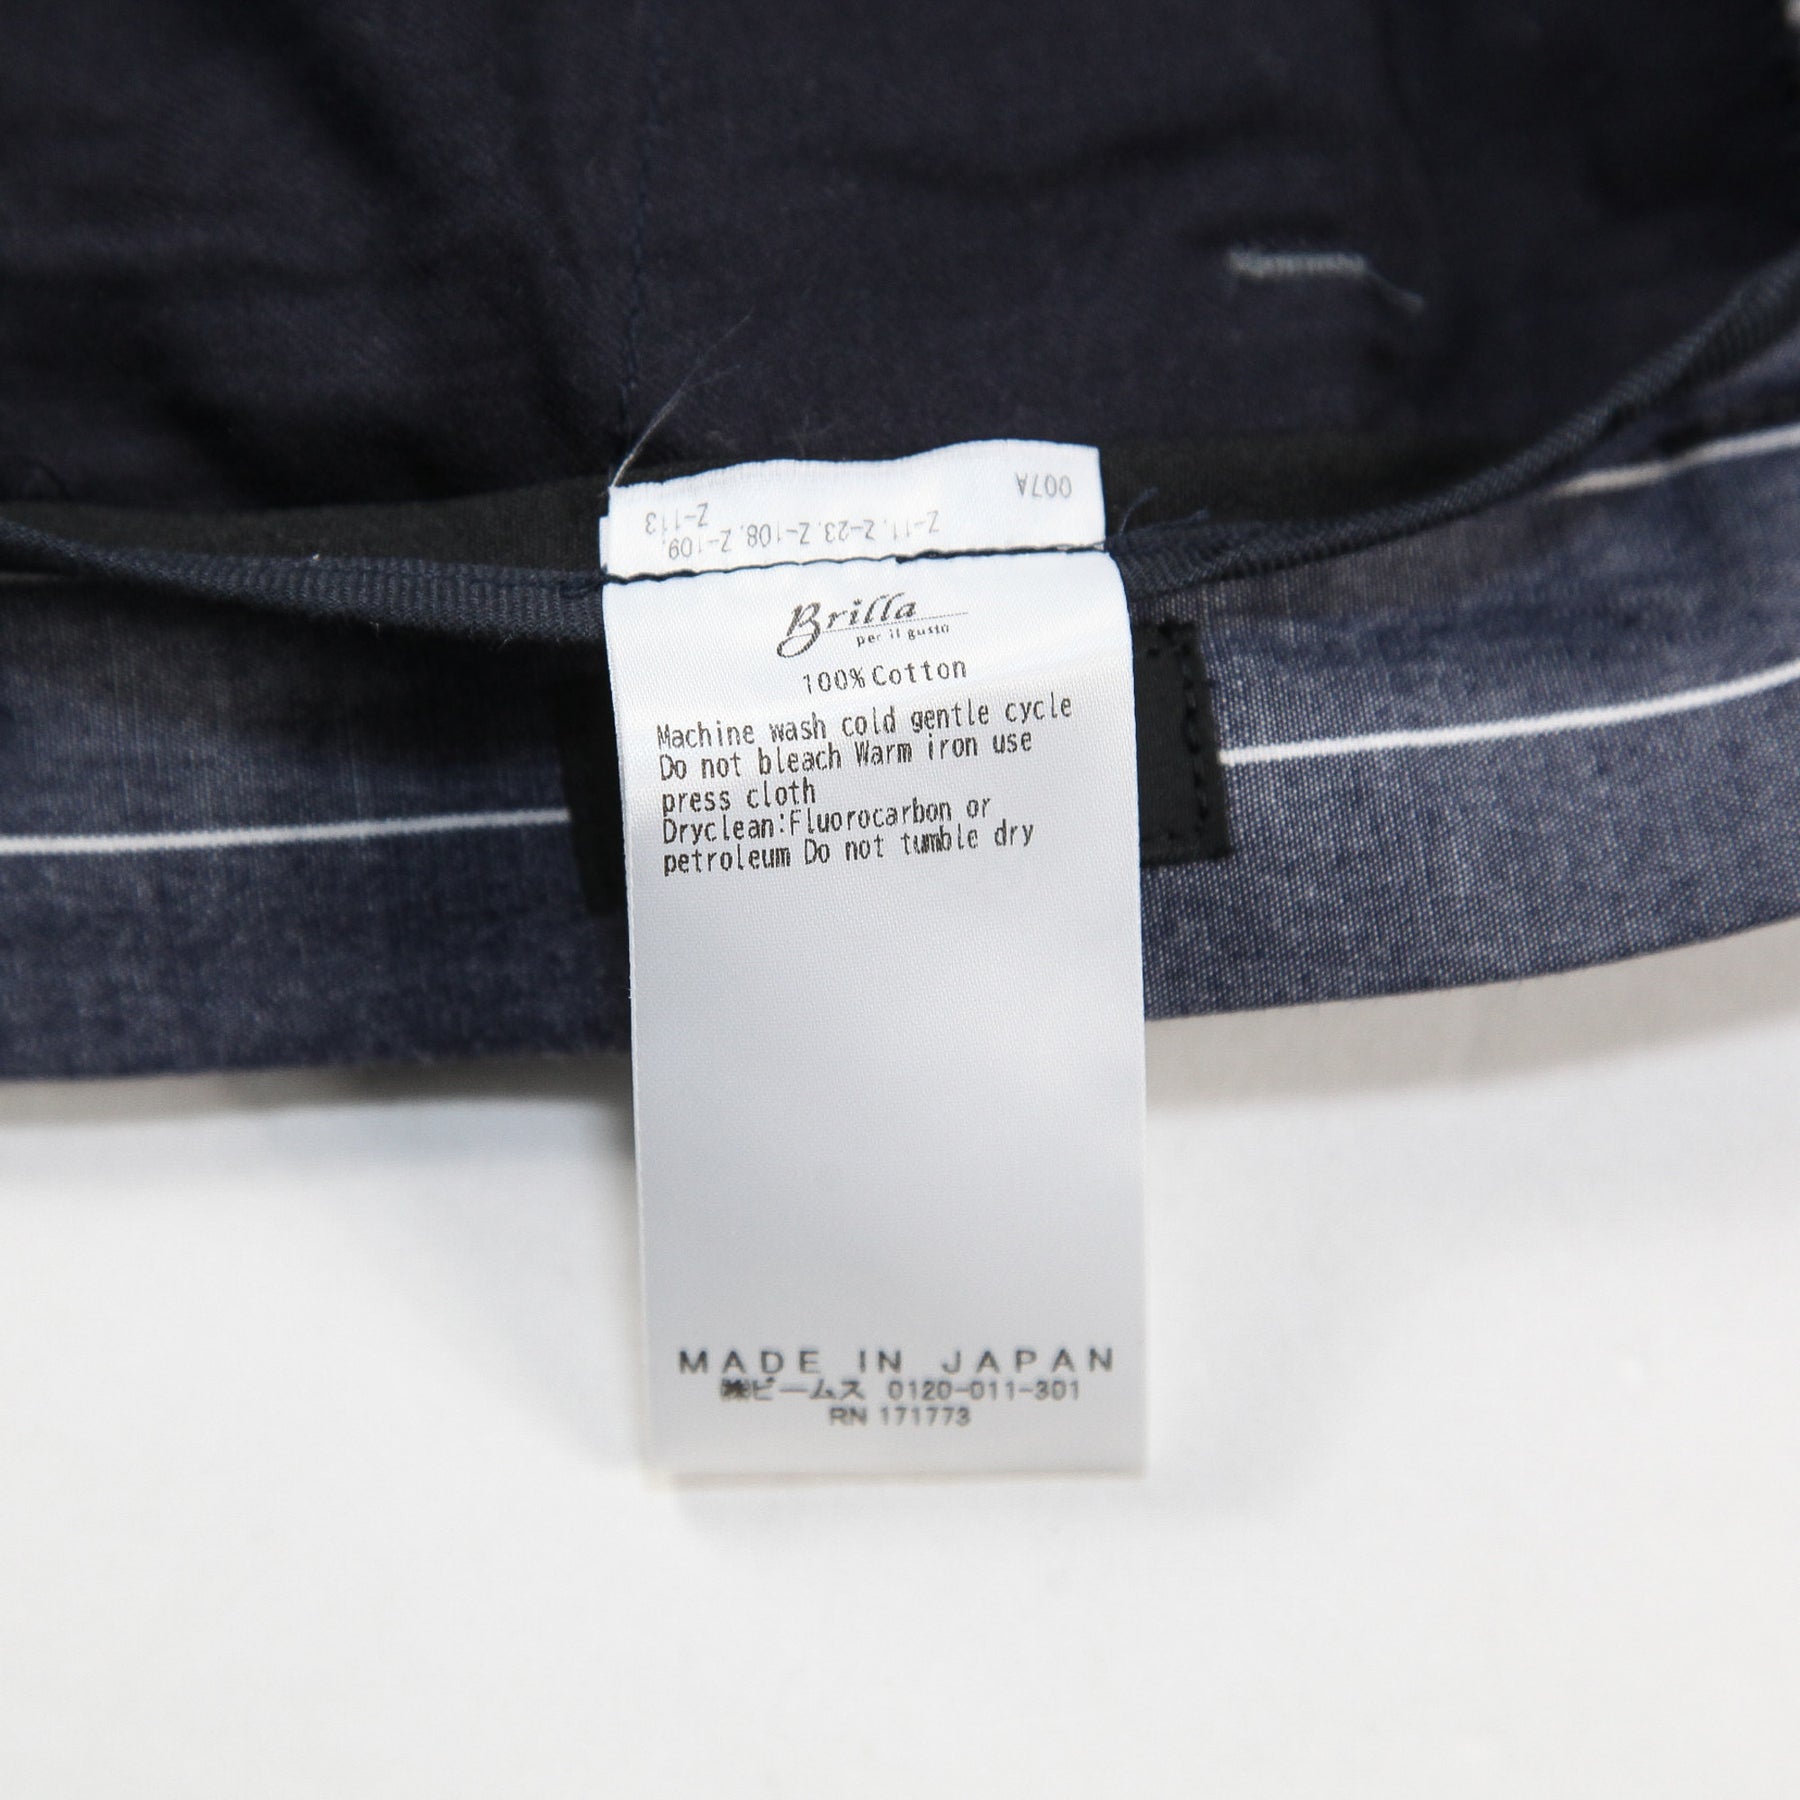 007A
Z-11, Z-23, Z-108, Z-109,
Z-113
Brilla
per il gusto
100%Cotton
Machine wash cold gentle cycle
Do not bleach Warm iron use
press cloth
Dryclean:Fluorocarbon or
petroleum Do not tumble dry
MADE IN JAPAN
㈱ビームス 0120-011-301
RN 171773